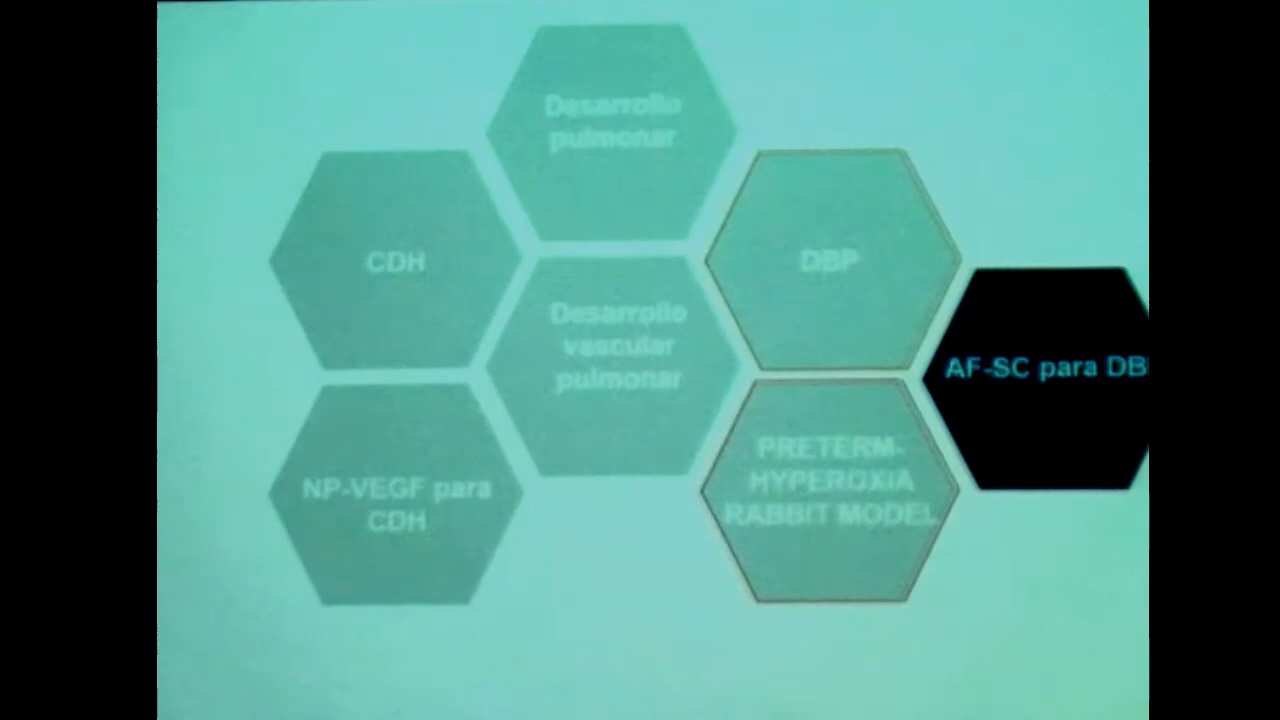 Desarrollo
pulmonar
CDH
DBP
Desarrollo
vascular
pulmonar
AF-SC para DB
NP-VEGF para
CDH
PRETERM-
HYPEROXIA
RABBIT MODEL